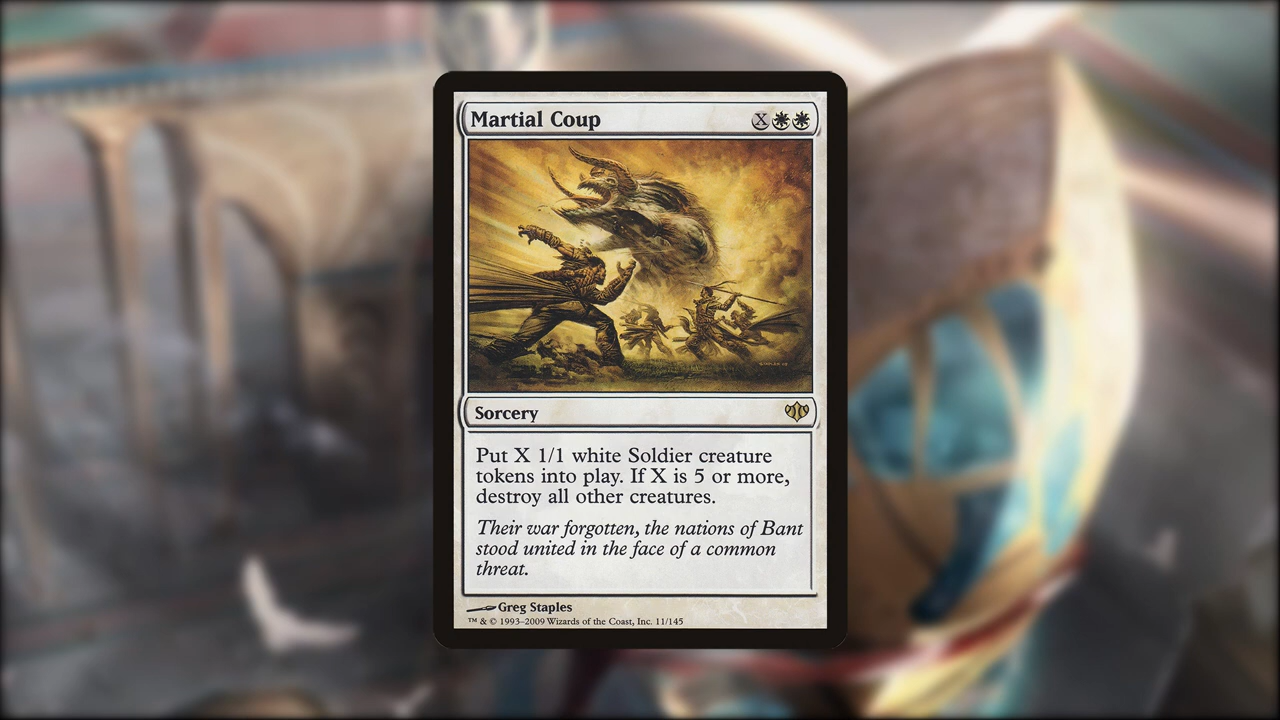 Martial Coup X
Sorcery
Put X 1/1 white Soldier creature
tokens into play. If X is 5 or more,
destroy all other creatures.
Their war forgotten, the nations of Bant
stood united in the face of a common
threat.
Greg Staples
™ & © 1993–2009 Wizards of the Coast, Inc. 11/145